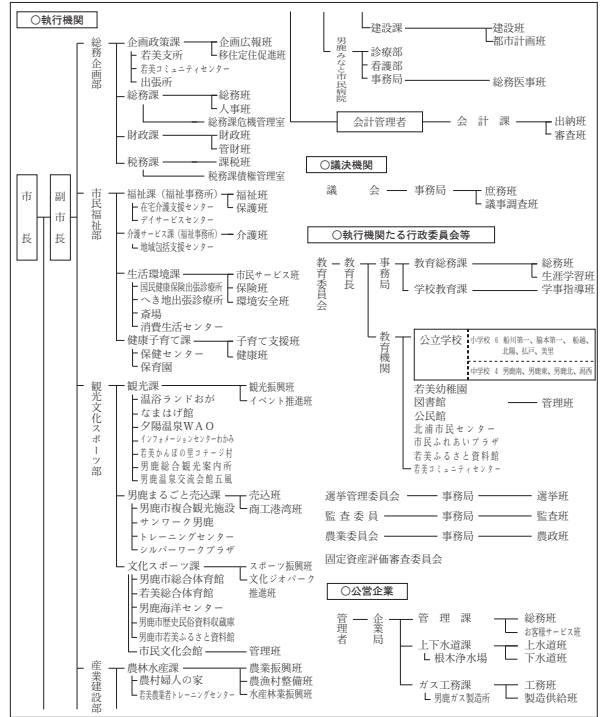 〇執行機関
市長
副市長
総務企画部
企画政策課 企画広報班
移住定住促進班
若美支所
若美コミュニティセンター
出張所
総務課 総務班
人事班
総務課危機管理室
財政課 財政班
管財班
税務課 課税班
税務課債権管理室
市民福祉部
福祉課（福祉事務所） 福祉班
在宅介護支援センター 保護班
デイサービスセンター
介護サービス課（福祉事務所） 介護班
地域包括支援センター
生活環境課 市民サービス班
国民健康保険出張診療所 保険班
へき地出張診療所 環境安全班
斎場
消費生活センター
健康子育て課 子育て支援班
保健センター 健康班
保育園
観光文化スポーツ部
観光課 観光振興班
温浴ランドおが イベント推進班
なまはげ館
夕陽温泉WAO
インフォメーションセンターわかみ
若美かんぽの里コテージ村
男鹿総合観光案内所
男鹿温泉交流会館五風
男鹿まるごと売込課 売込班
男鹿市複合観光施設 商工港湾班
サンワーク男鹿
トレーニングセンター
シルバーワークプラザ
文化スポーツ課 スポーツ振興班
男鹿市総合体育館 文化ジオパーク
若美総合体育館 推進班
男鹿海洋センター
男鹿市歴史民俗資料収蔵庫
男鹿市若美ふるさと資料館
市民文化会館 管理班
産業建設部
農林水産課 農業振興班
農村婦人の家 農漁村整備班
若美農業者トレーニングセンター 水産林業振興班
建設課 建設班
都市計画班
男鹿みなと市民病院
診療部
看護部
事務局 総務医事班
会計管理者 会計課 出納班
審査班
〇議決機関
議会 事務局 庶務班
議事調査班
〇執行機関たる行政委員会等
教育委員会
教育長
事務局
教育総務課 総務班
生涯学習班
学校教育課 学事指導班
教育機関
公立学校 小学校 6 船川第一、脇本第一、船越、
北陽、払戸、美里
中学校 4 男鹿南、男鹿東、男鹿北、潟西
若美幼稚園
図書館 管理班
公民館
北浦市民センター
市民ふれあいプラザ
若美ふるさと資料館
若美コミュニティセンター
選挙管理委員会 事務局 選挙班
監査委員 事務局 監査班
農業委員会 事務局 農政班
固定資産評価審査委員会
〇公営企業
管理者
企業局
管理課 総務班
お客様サービス班
上下水道課 上水道班
根木浄水場 下水道班
ガス工務課 工務班
男鹿ガス製造所 製造供給班